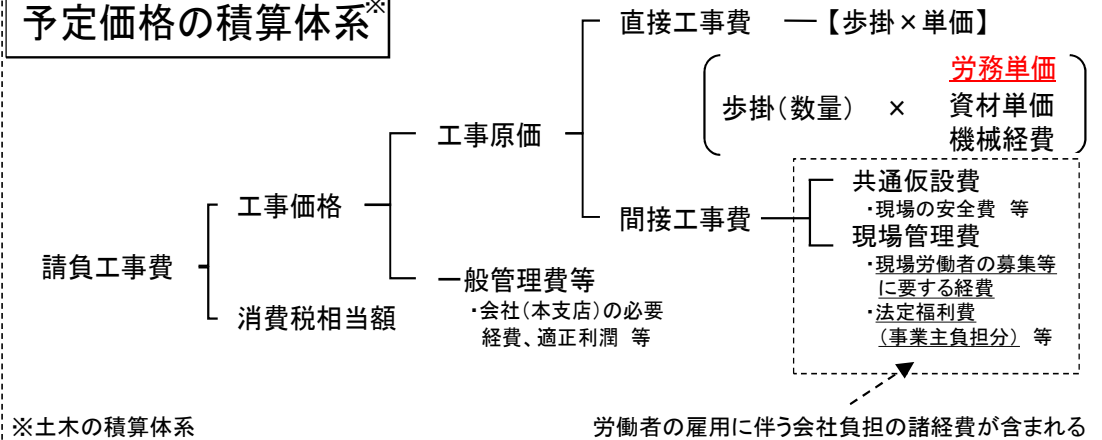 予定価格の積算体系※
直接工事費
【歩掛×単価】
労務単価
歩掛(数量) × 資材単価
機械経費
工事原価
共通仮設費
・現場の安全費 等
工事価格
間接工事費
現場管理費
・現場労働者の募集等
に要する経費
請負工事費
一般管理費等
・法定福利費
・会社(本支店)の必要
(事業主負担分) 等
消費税相当額
経費、適正利潤 等
※土木の積算体系
労働者の雇用に伴う会社負担の諸経費が含まれる